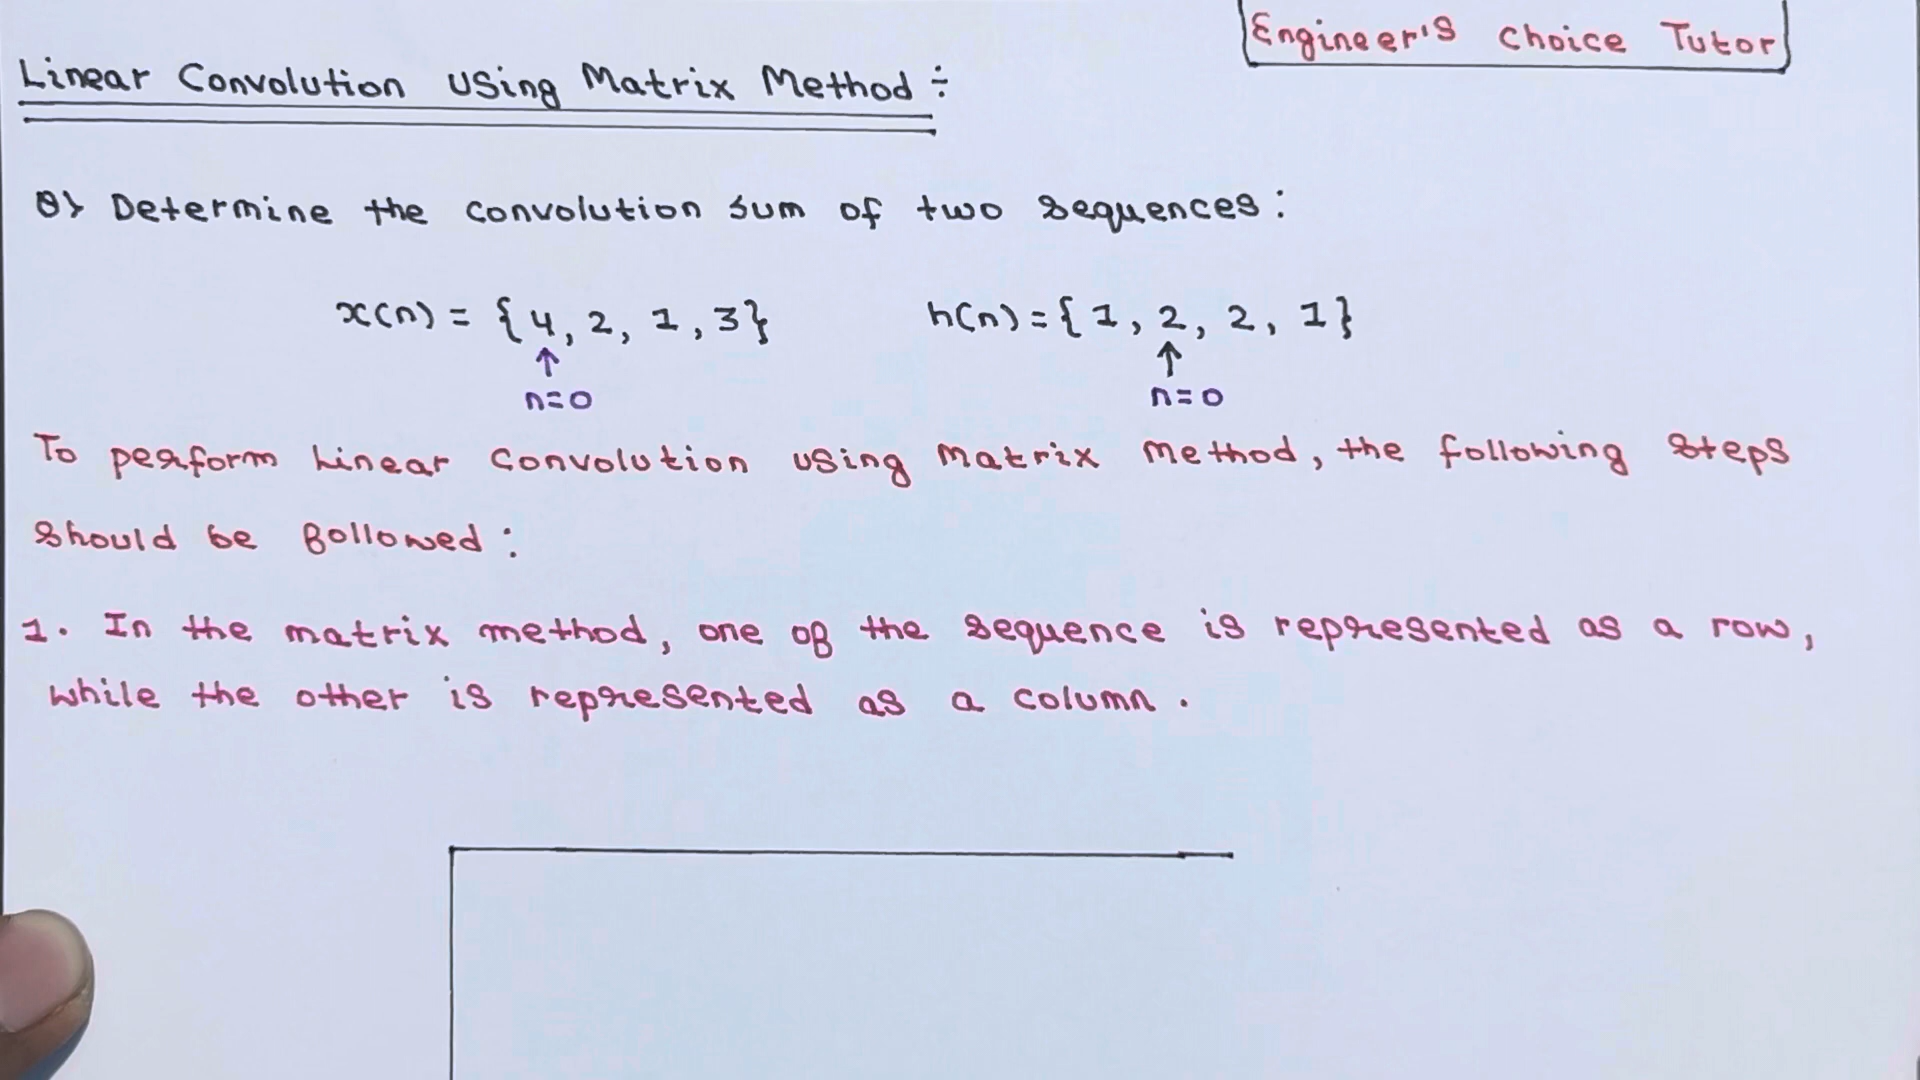 Engineer's Choice Tutor
Linear Convolution Using Matrix Method ÷
Q) Determine the convolution sum of two sequences:
x(n) = {4, 2, 1, 3} h(n) = {1, 2, 2, 1}
↑ ↑
n=0 n=0
To perform Linear Convolution using Matrix Method, the following steps
should be followed:
1. In the matrix method, one of the sequence is represented as a row,
while the other is represented as a column.